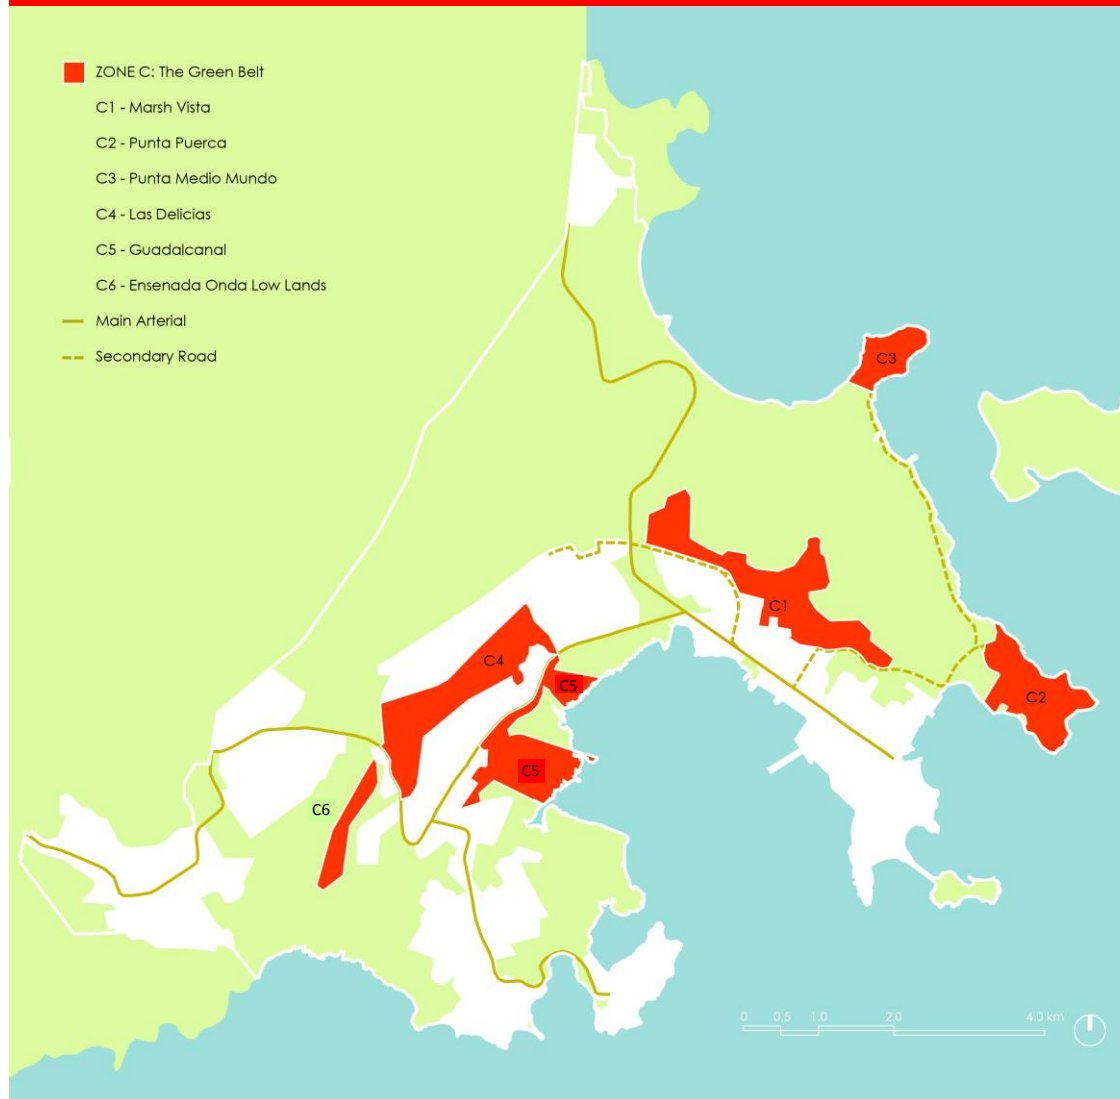 ZONE C: The Green Belt
C1 - Marsh Vista
C2 - Punta Puerca
C3 - Punta Medio Mundo
C4 - Las Delicias
C5 - Guadalcanal
C6 - Ensenada Onda Low Lands
Main Arterial
Secondary Road
C3
C1
C4
C5
C2
C5
C6
0 0.5 1.0 2.0 4.0 km